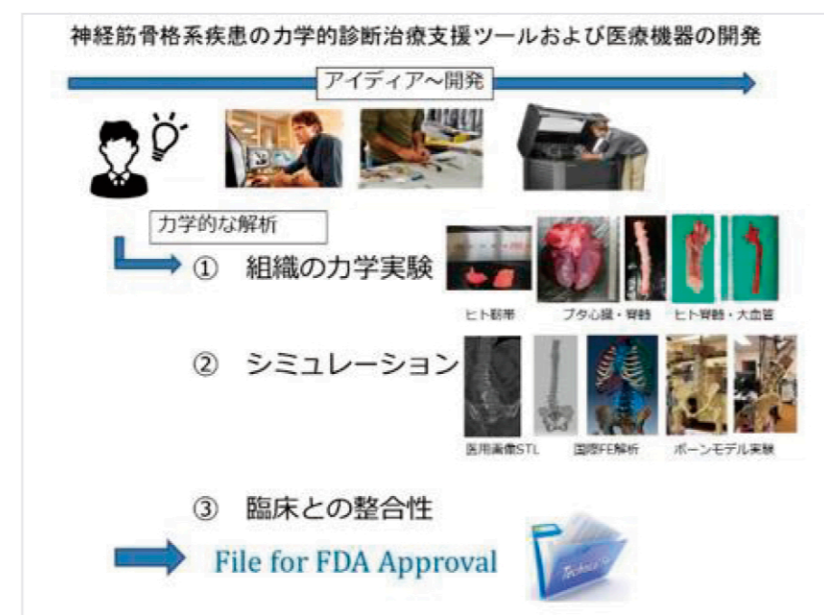 神経筋骨格系疾患の力学的診断治療支援ツールおよび医療機器の開発
アイディア～開発
力学的な解析
① 組織の力学実験
ヒト靭帯
ブタ心臓・脊髄
ヒト脊髄・大血管
② シミュレーション
医用画像STL
国際FE解析
ボーンモデル実験
③ 臨床との整合性
File for FDA Approval